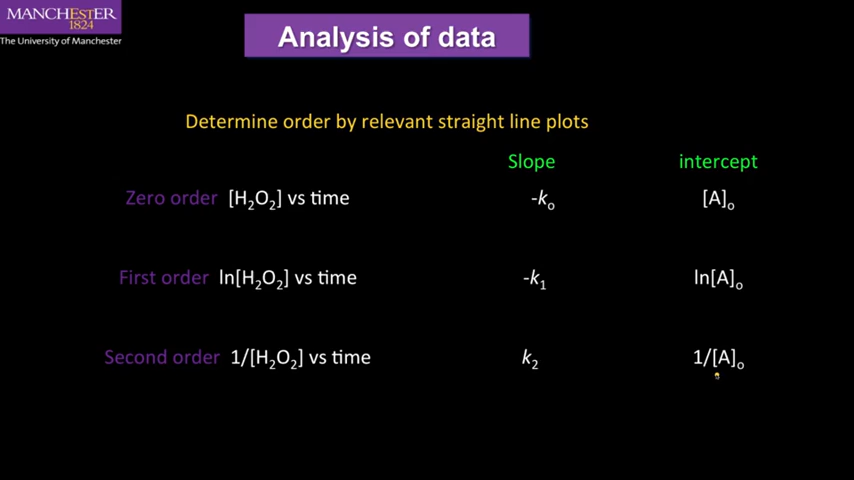 MANCHESTER
1824
The University of Manchester
Analysis of data
Determine order by relevant straight line plots
Slope intercept
Zero order [H₂O₂] vs time -kₒ [A]ₒ
First order ln[H₂O₂] vs time -k₁ ln[A]ₒ
Second order 1/[H₂O₂] vs time k₂ 1/[A]ₒ